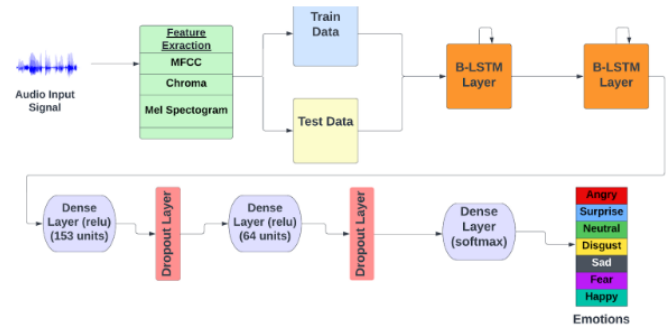 Audio Input
Signal
Feature
Exraction
MFCC
Chroma
Mel Spectogram
Train
Data
Test Data
B-LSTM
Layer
B-LSTM
Layer
Dense
Layer (relu)
(153 units)
Dropout Layer
Dense
Layer (relu)
(64 units)
Dropout Layer
Dense
Layer
(softmax)
Angry
Surprise
Neutral
Disgust
Sad
Fear
Happy
Emotions